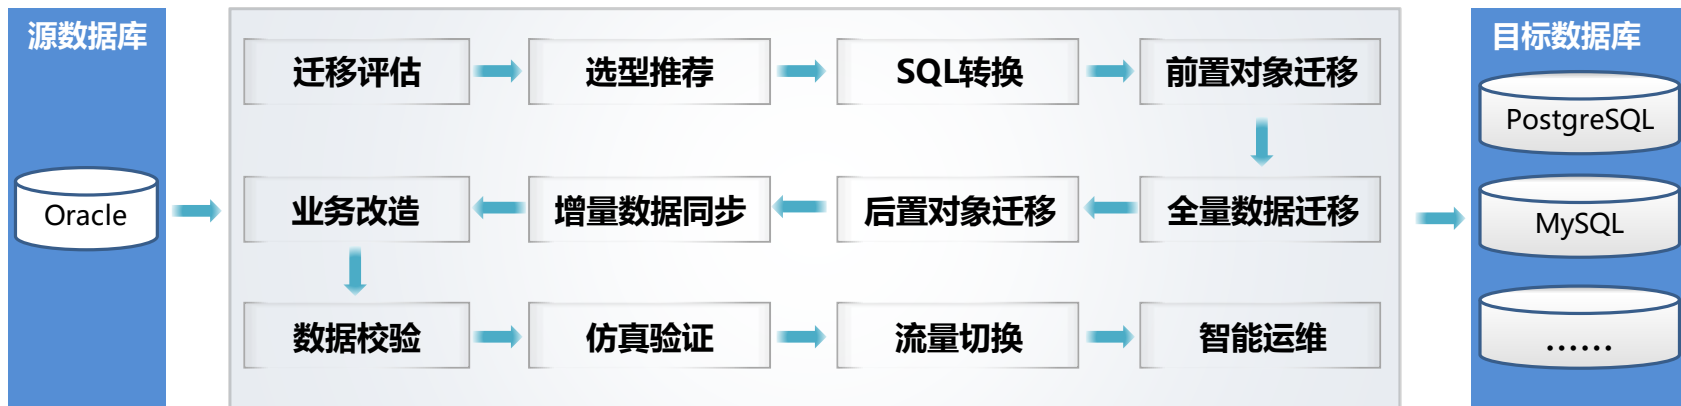 源数据库
Oracle
迁移评估
选型推荐
SQL转换
前置对象迁移
业务改造
增量数据同步
后置对象迁移
全量数据迁移
数据校验
仿真验证
流量切换
智能运维
目标数据库
PostgreSQL
MySQL
……